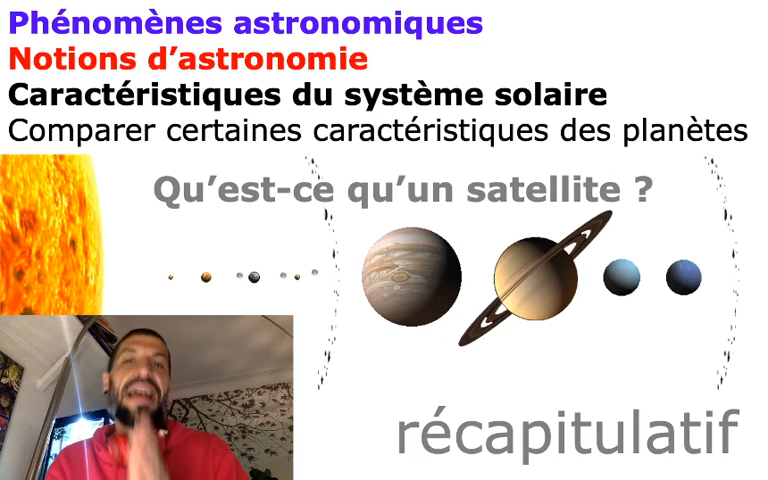 Phénomènes astronomiques
Notions d’astronomie
Caractéristiques du système solaire
Comparer certaines caractéristiques des planètes
Qu’est-ce qu’un satellite ?
récapitulatif